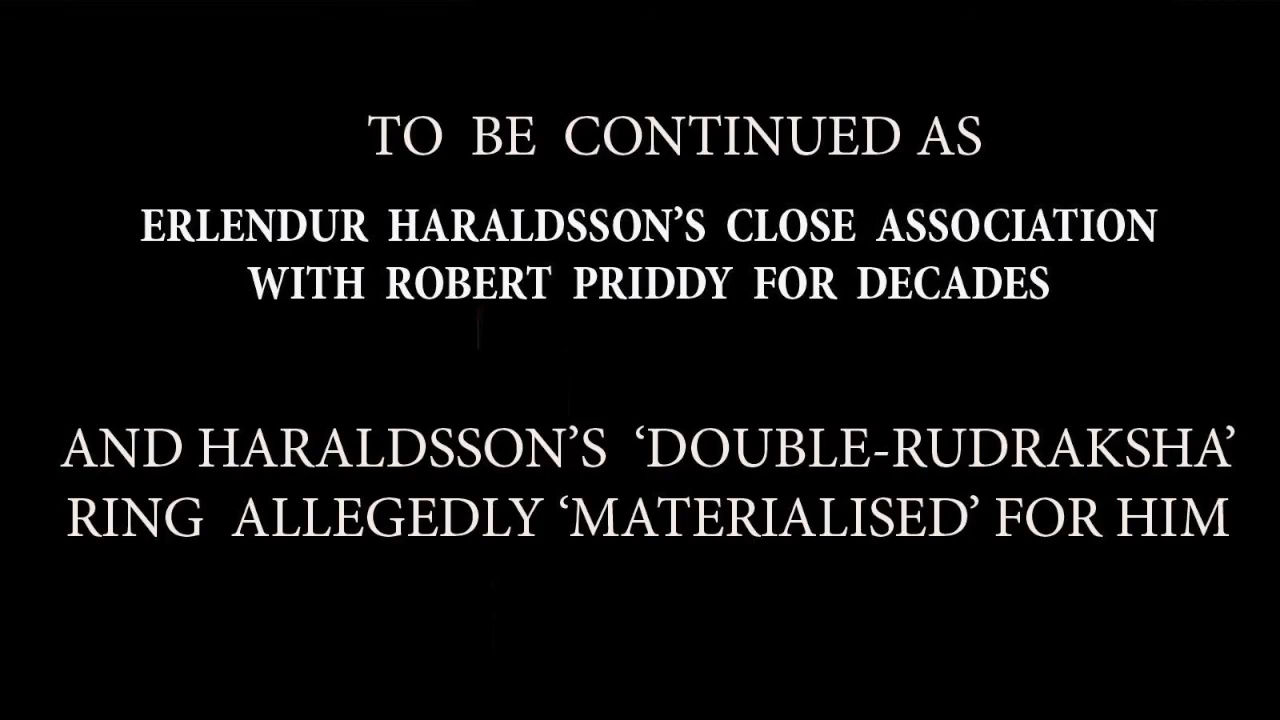 TO BE CONTINUED AS
ERLENDUR HARALDSSON’S CLOSE ASSOCIATION
WITH ROBERT PRIDDY FOR DECADES
AND HARALDSSON’S ‘DOUBLE-RUDRAKSHA’
RING ALLEGEDLY ‘MATERIALISED’ FOR HIM